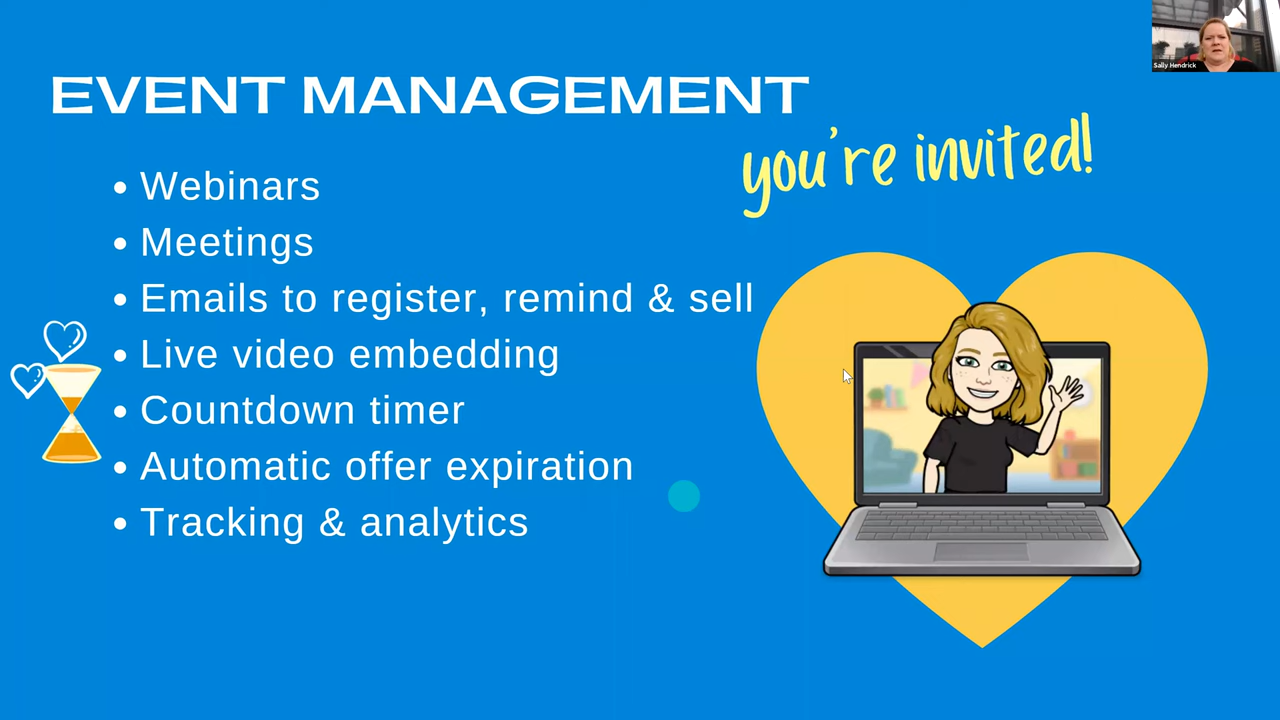 Sally Hendrick
EVENT MANAGEMENT
you're invited!
• Webinars
• Meetings
• Emails to register, remind & sell
• Live video embedding
• Countdown timer
• Automatic offer expiration
• Tracking & analytics